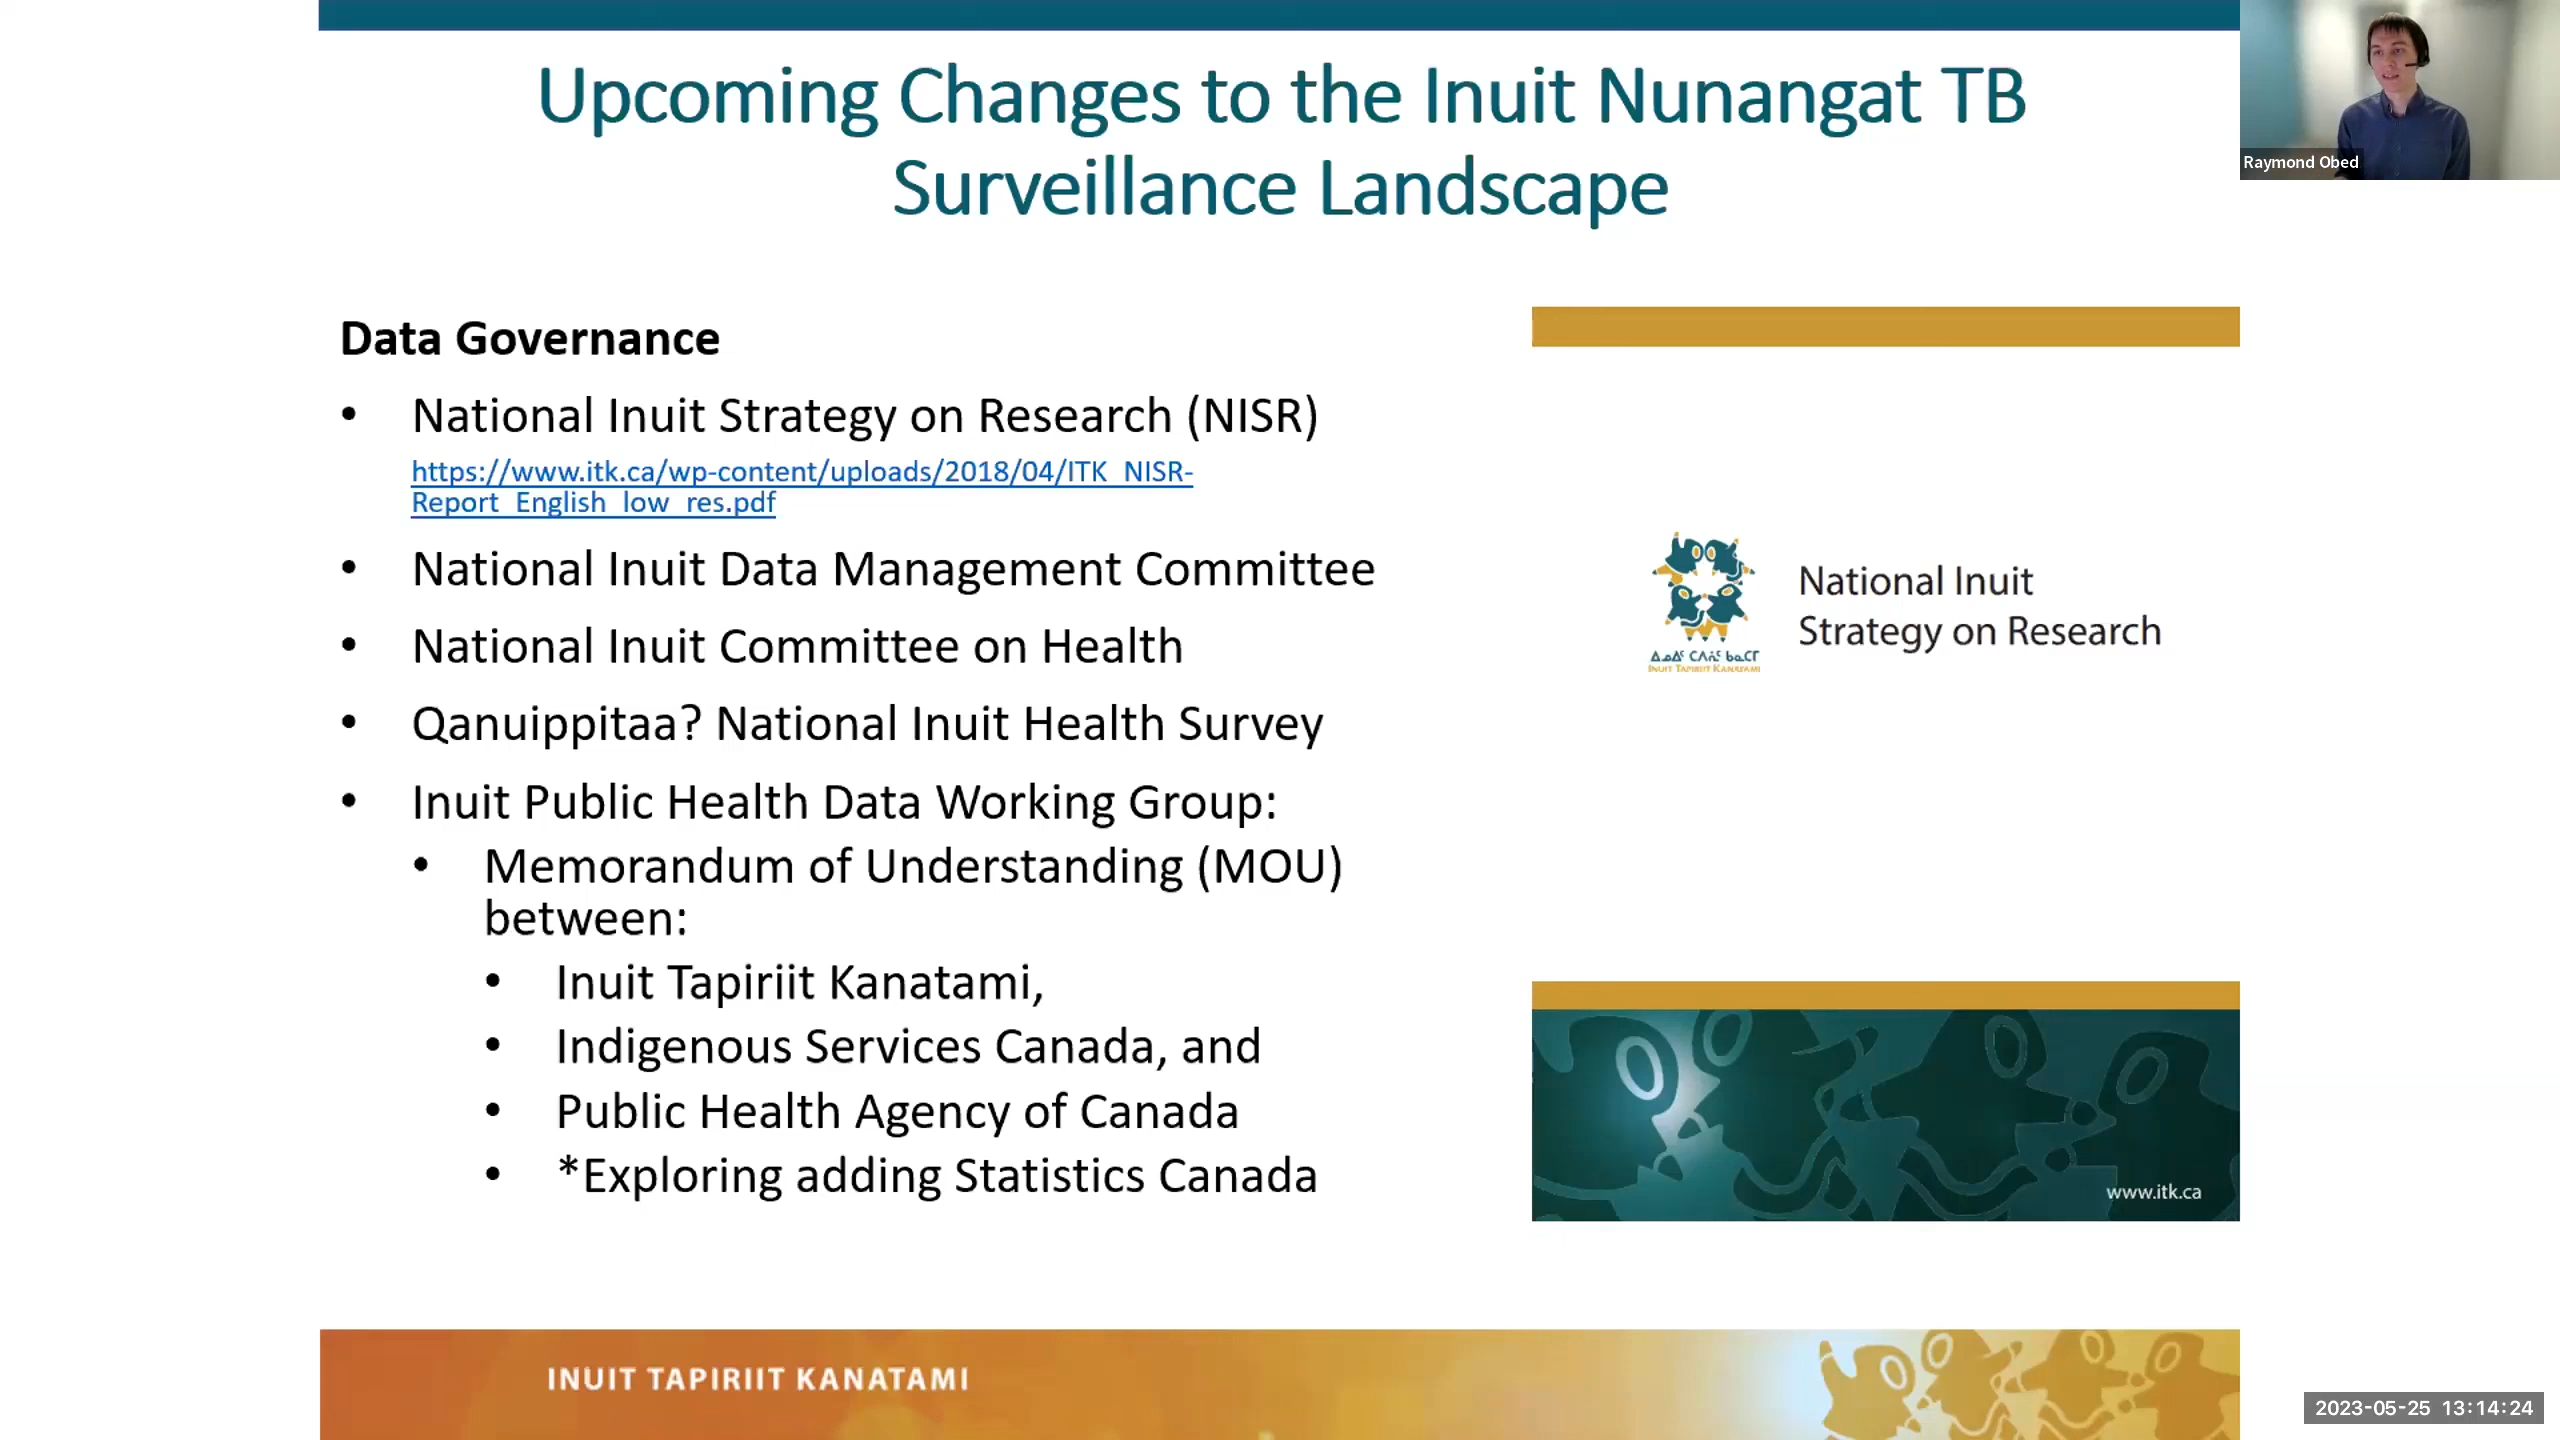 Upcoming Changes to the Inuit Nunangat TB
Surveillance Landscape
Raymond Obed
Data Governance
• National Inuit Strategy on Research (NISR)
https://www.itk.ca/wp-content/uploads/2018/04/ITK_NISR-
Report_English_low_res.pdf
• National Inuit Data Management Committee
• National Inuit Committee on Health
• Qanuippitaa? National Inuit Health Survey
• Inuit Public Health Data Working Group:
• Memorandum of Understanding (MOU)
between:
• Inuit Tapiriit Kanatami,
• Indigenous Services Canada, and
• Public Health Agency of Canada
• *Exploring adding Statistics Canada
National Inuit
Strategy on Research
ᐃᓄᐃᑦ ᑕᐱᕇᑦ ᑲᓇᑕᒥ
INUIT TAPIRIIT KANATAMI
www.itk.ca
INUIT TAPIRIIT KANATAMI
2023-05-25 13:14:24